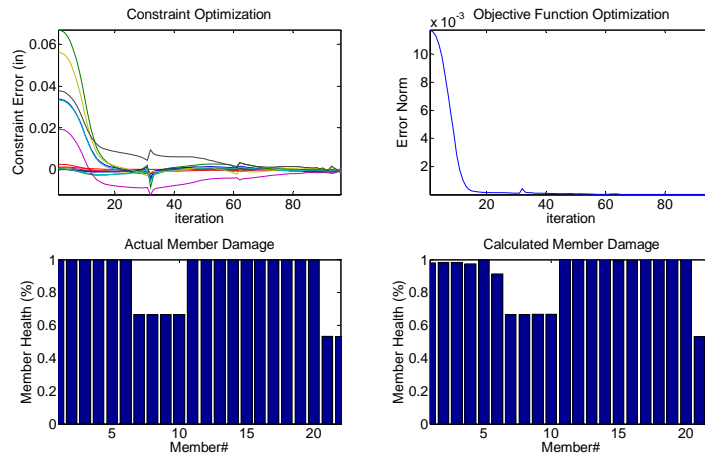 Constraint Optimization
Constraint Error (in)
0.06
0.04
0.02
0
20 40 60 80
iteration
Objective Function Optimization
x 10^-3
Error Norm
10
8
6
4
2
20 40 60 80
iteration
Actual Member Damage
Member Health (%)
1
0.8
0.6
0.4
0.2
0
5 10 15 20
Member#
Calculated Member Damage
Member Health (%)
1
0.8
0.6
0.4
0.2
0
5 10 15 20
Member#